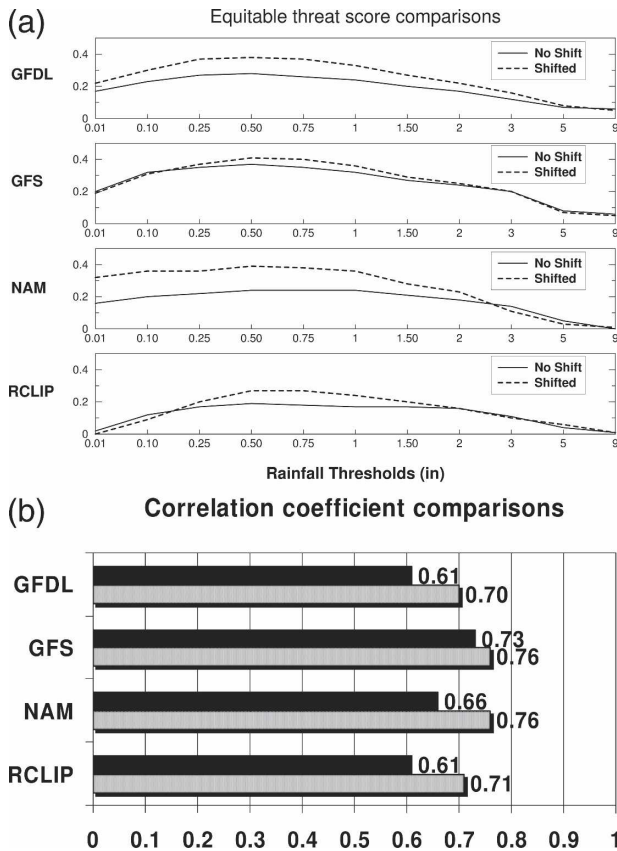 (a)
Equitable threat score comparisons
GFDL
0.4
0.2
0
No Shift
Shifted
0.01 0.10 0.25 0.50 0.75 1 1.50 2 3 5 9
GFS
0.4
0.2
0
No Shift
Shifted
0.01 0.10 0.25 0.50 0.75 1 1.50 2 3 5 9
NAM
0.4
0.2
0
No Shift
Shifted
0.01 0.10 0.25 0.50 0.75 1 1.50 2 3 5 9
RCLIP
0.4
0.2
0
No Shift
Shifted
0.01 0.10 0.25 0.50 0.75 1 1.50 2 3 5 9
Rainfall Thresholds (in)
(b)
Correlation coefficient comparisons
GFDL
0.61
0.70
GFS
0.73
0.76
NAM
0.66
0.76
RCLIP
0.61
0.71
0 0.1 0.2 0.3 0.4 0.5 0.6 0.7 0.8 0.9 1